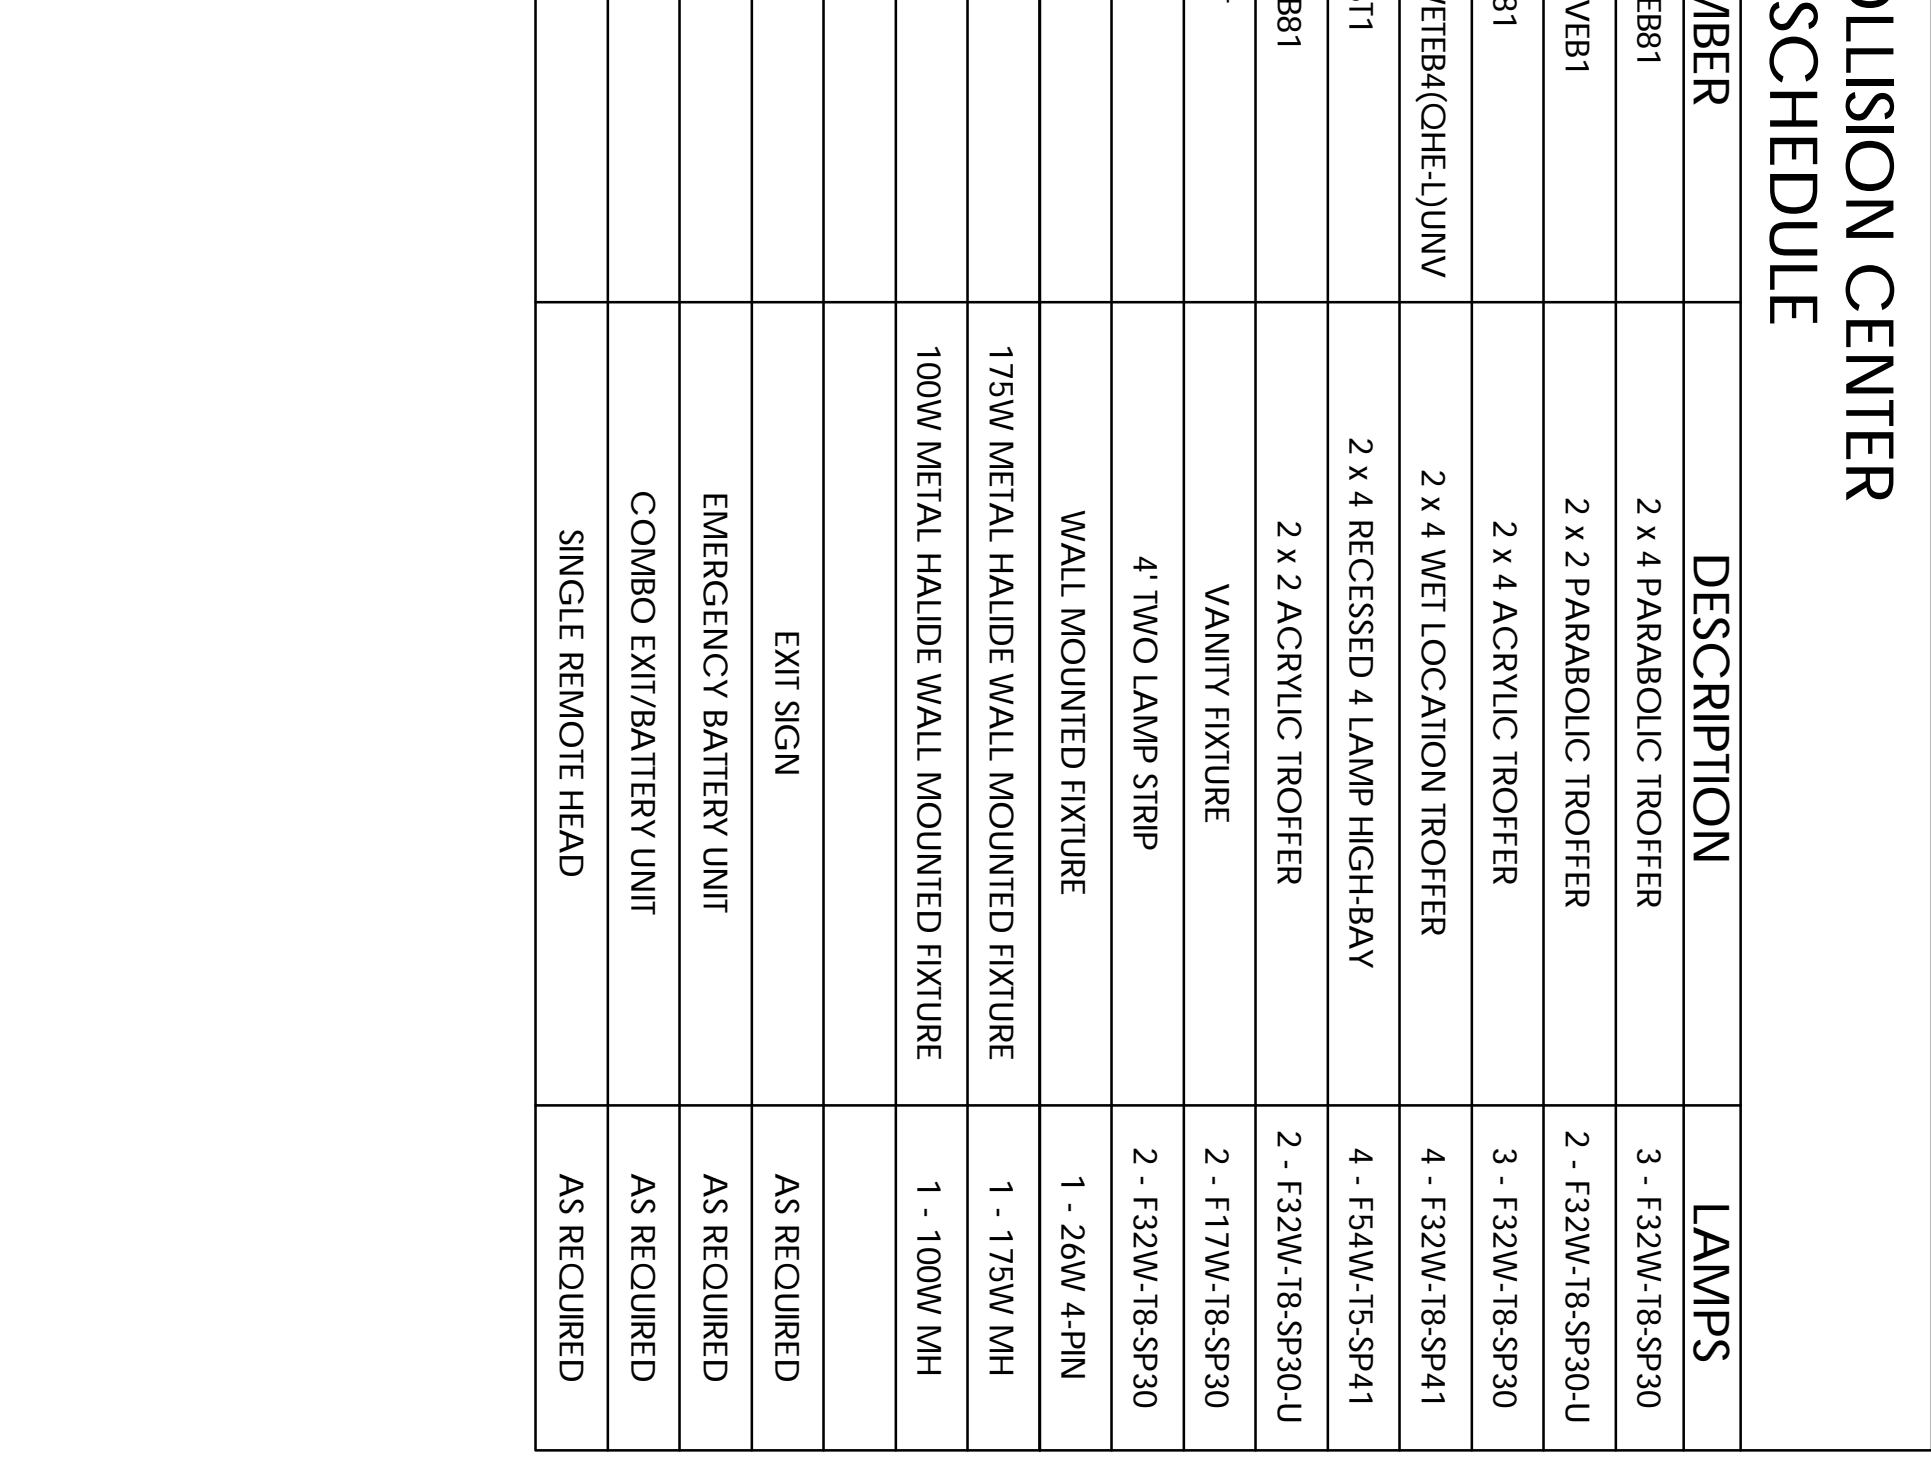 OLLISION CENTER
SCHEDULE
MBER DESCRIPTION LAMPS
EB81 2 x 4 PARABOLIC TROFFER 3 - F32W-T8-SP30
VEB1 2 x 2 PARABOLIC TROFFER 2 - F32W-T8-SP30-U
81 2 x 4 ACRYLIC TROFFER 3 - F32W-T8-SP30
VETEB4(QHE-L)UNV 2 x 4 WET LOCATION TROFFER 4 - F32W-T8-SP41
T1 2 x 4 RECESSED 4 LAMP HIGH-BAY 4 - F54W-T5-SP41
B81 2 x 2 ACRYLIC TROFFER 2 - F32W-T8-SP30-U
VANITY FIXTURE 2 - F17W-T8-SP30
4' TWO LAMP STRIP 2 - F32W-T8-SP30
WALL MOUNTED FIXTURE 1 - 26W 4-PIN
175W METAL HALIDE WALL MOUNTED FIXTURE 1 - 175W MH
100W METAL HALIDE WALL MOUNTED FIXTURE 1 - 100W MH
EXIT SIGN AS REQUIRED
EMERGENCY BATTERY UNIT AS REQUIRED
COMBO EXIT/BATTERY UNIT AS REQUIRED
SINGLE REMOTE HEAD AS REQUIRED